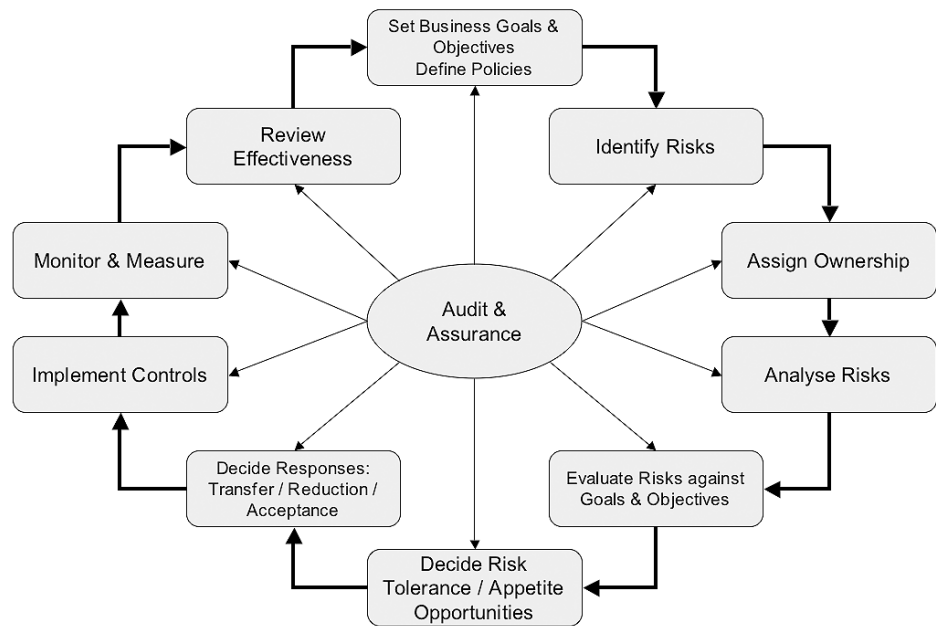 Set Business Goals &
Objectives
Define Policies
Review
Effectiveness
Identify Risks
Monitor & Measure
Assign Ownership
Audit &
Assurance
Implement Controls
Analyse Risks
Decide Responses:
Transfer / Reduction /
Acceptance
Evaluate Risks against
Goals & Objectives
Decide Risk
Tolerance / Appetite
Opportunities